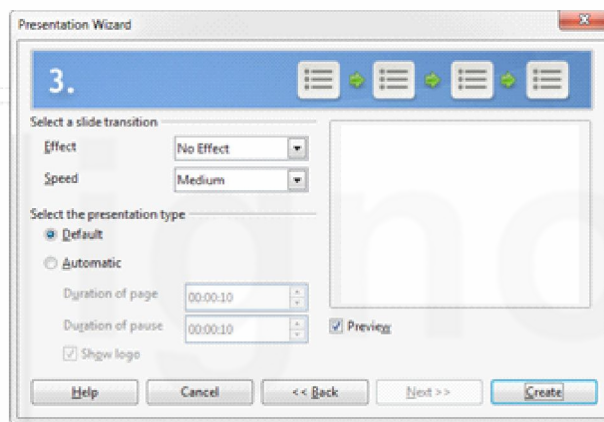 Presentation Wizard
3.
Select a slide transition
Effect No Effect
Speed Medium
Select the presentation type
Default
Automatic
Duration of page 00:00:10
Duration of pause 00:00:10
Show logo
Preview
Help Cancel << Back Next >> Create